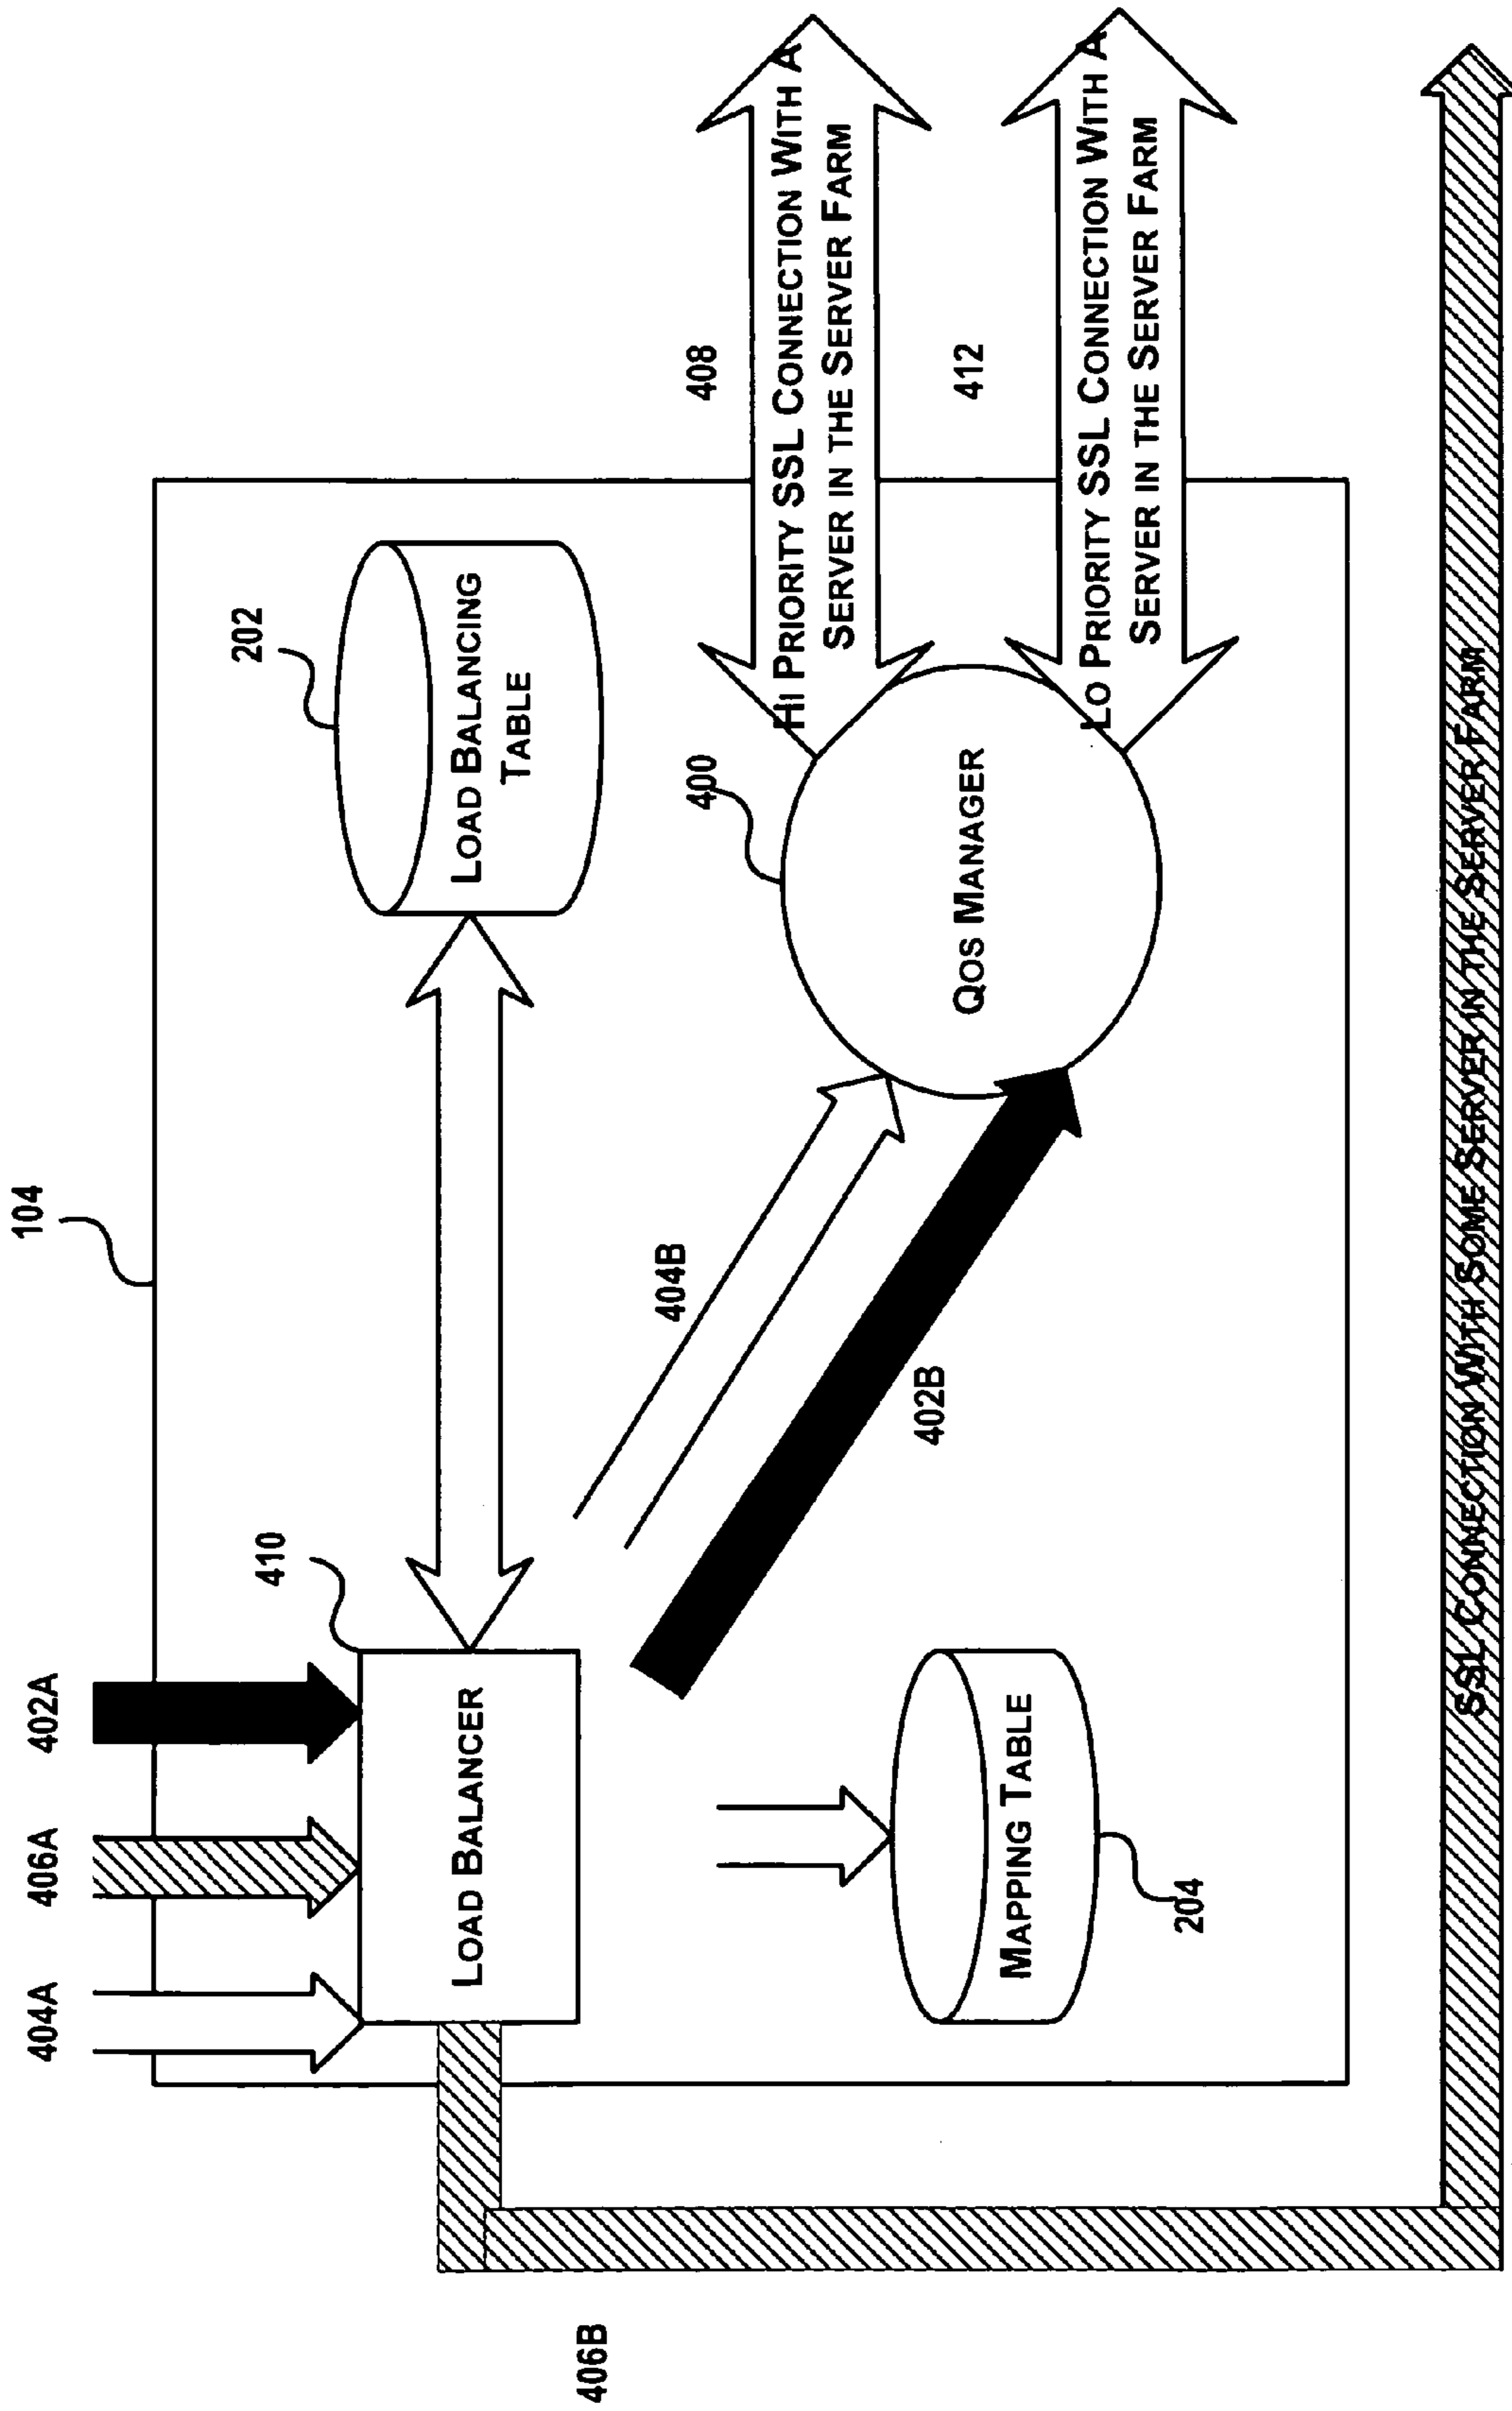 104
402A
406A
404A
410
202
LOAD BALANCER
LOAD BALANCING
TABLE
404B
402B
400
QOS MANAGER
408
HI PRIORITY SSL CONNECTION WITH A
SERVER IN THE SERVER FARM
412
LO PRIORITY SSL CONNECTION WITH A
SERVER IN THE SERVER FARM
MAPPING TABLE
204
406B
SSL CONNECTION WITH SOME SERVER IN THE SERVER FARM